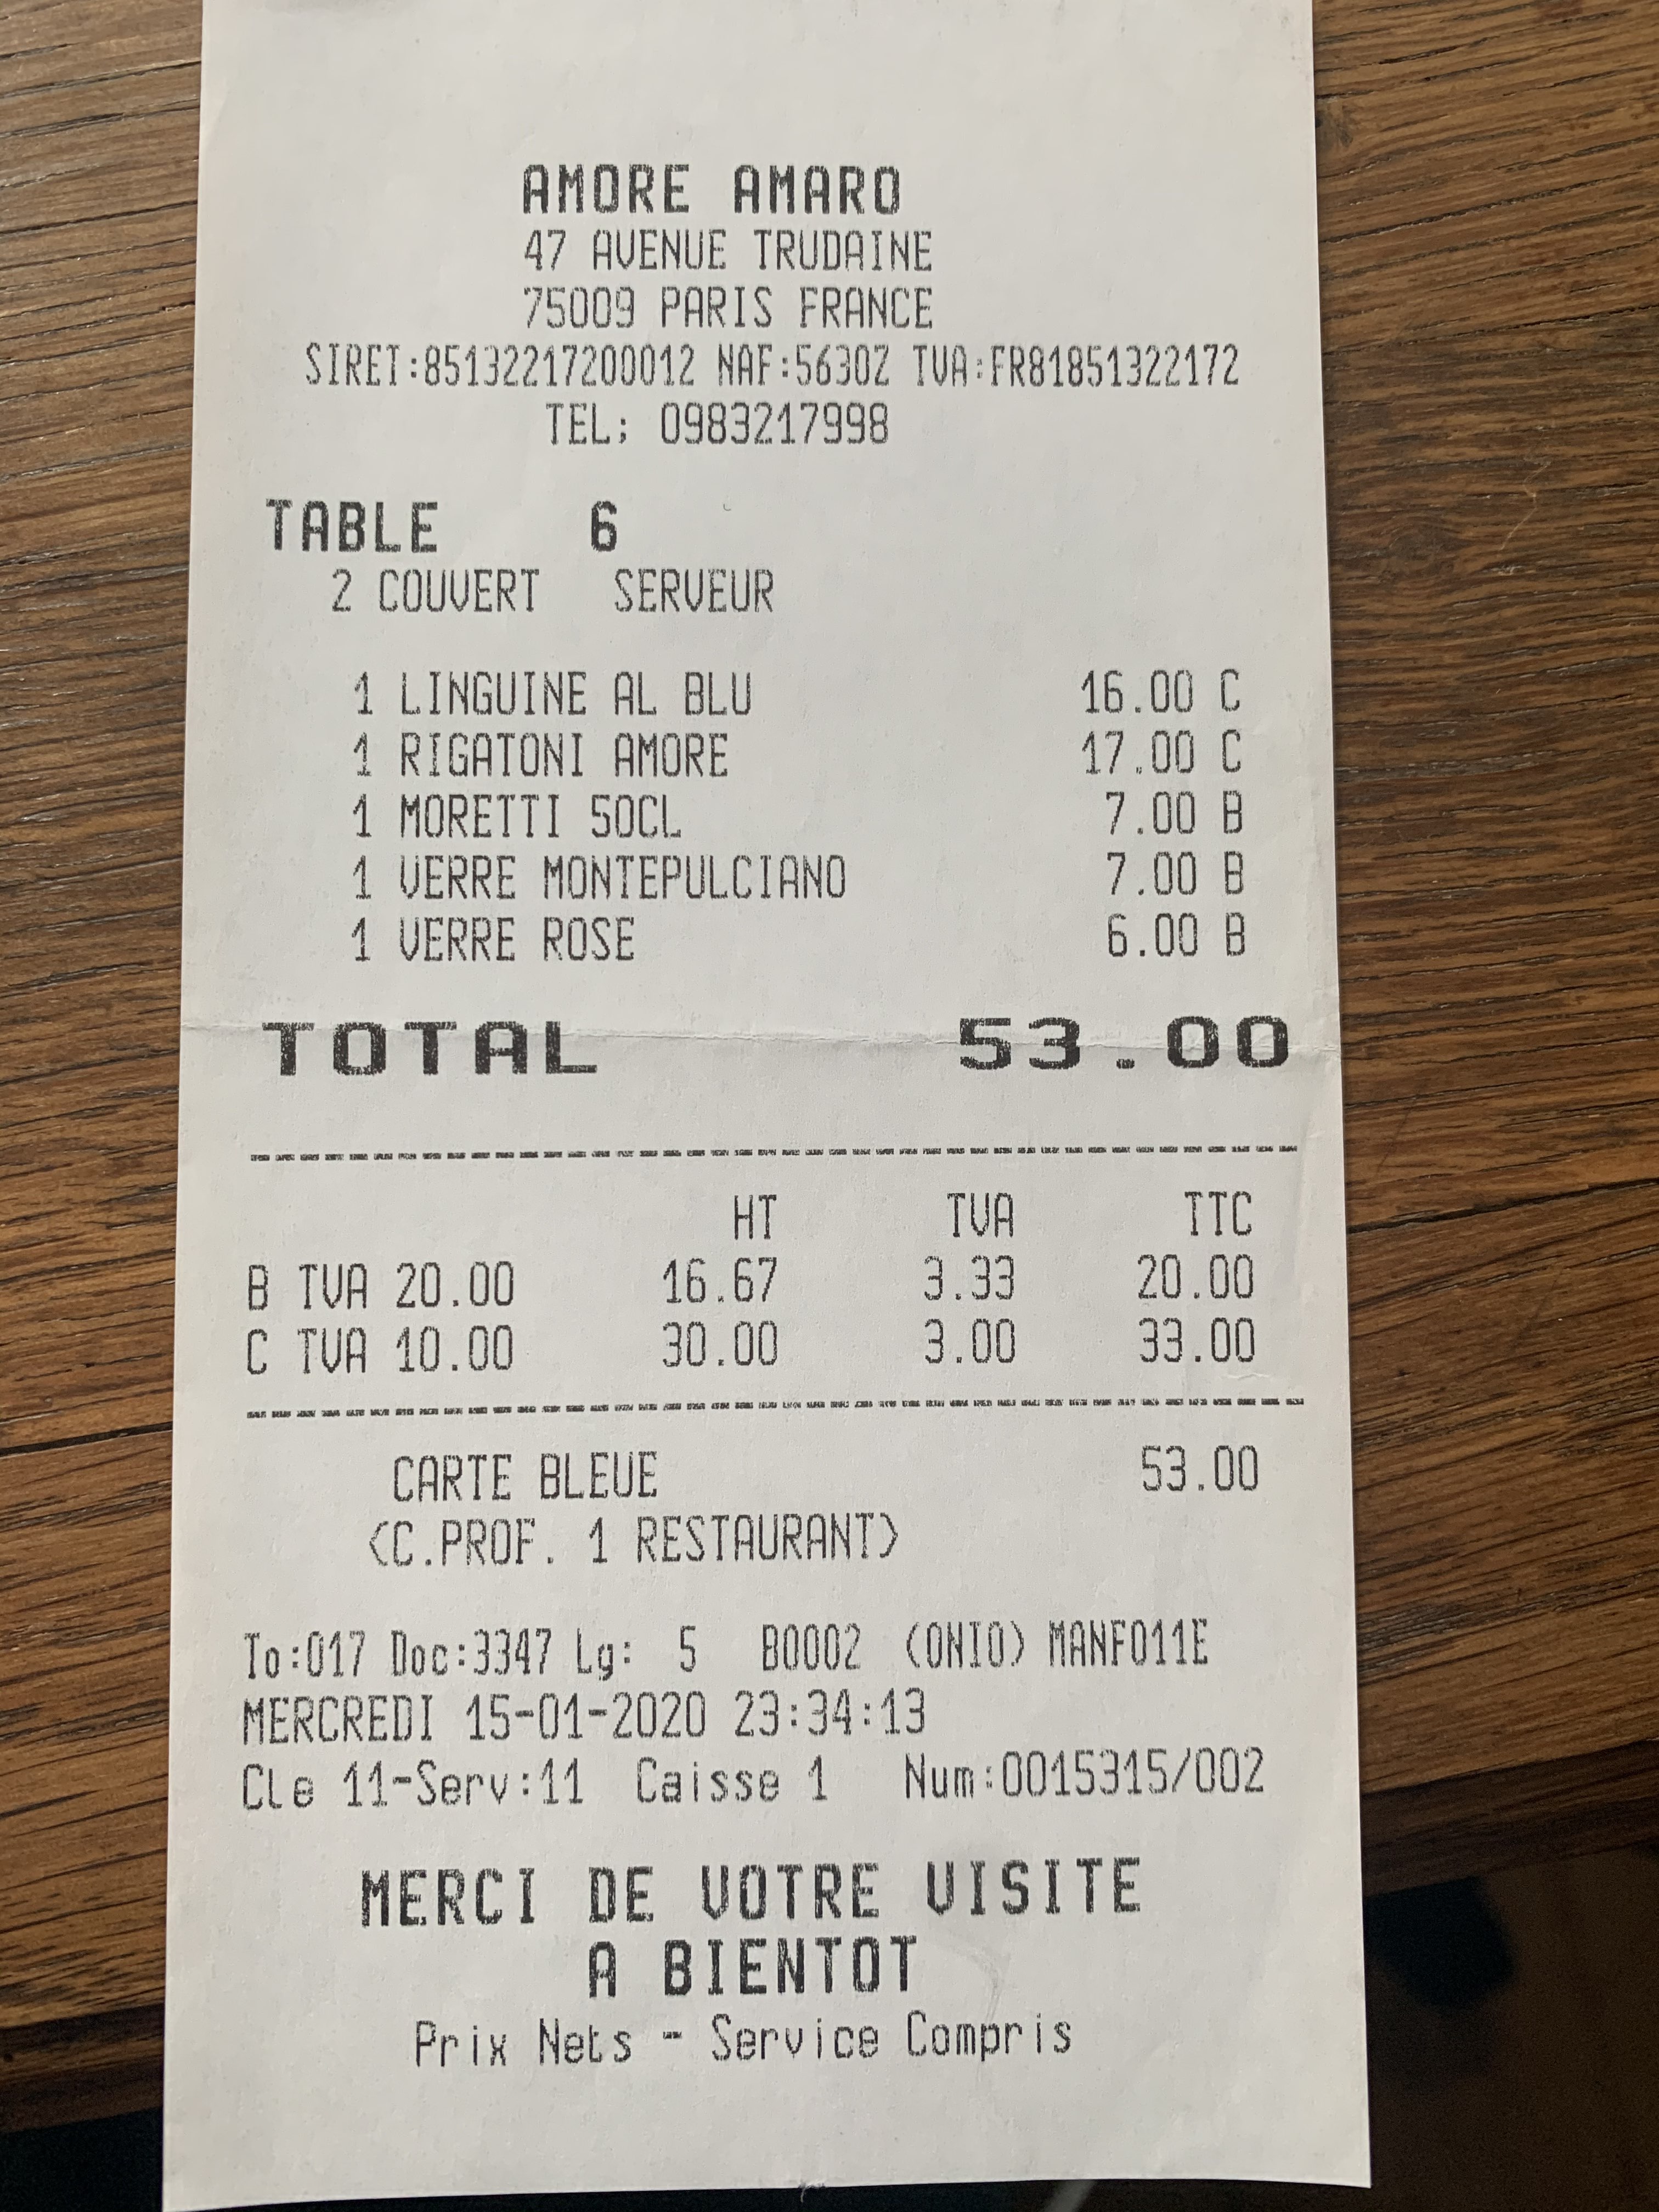 AMORE AMARO
47 AVENUE TRUDAINE
75009 PARIS FRANCE
SIRET:85132217200012 NAF:5630Z TVA:FR81851322172
TEL; 0983217998
TABLE 6
2 COUVERT SERVEUR
1 LINGUINE AL BLU 16.00 C
1 RIGATONI AMORE 17.00 C
1 MORETTI 50CL 7.00 B
1 VERRE MONTEPULCIANO 7.00 B
1 VERRE ROSE 6.00 B
TOTAL 53.00
HT TVA TTC
B TVA 20.00 16.67 3.33 20.00
C TVA 10.00 30.00 3.00 33.00
CARTE BLEUE 53.00
<C.PROF. 1 RESTAURANT>
To:017 Doc:3347 Lg: 5 B0002 (ONIO) MANF011E
MERCREDI 15-01-2020 23:34:13
Cle 11-Serv:11 Caisse 1 Num:0015315/002
MERCI DE VOTRE VISITE
A BIENTOT
Prix Nets - Service Compris